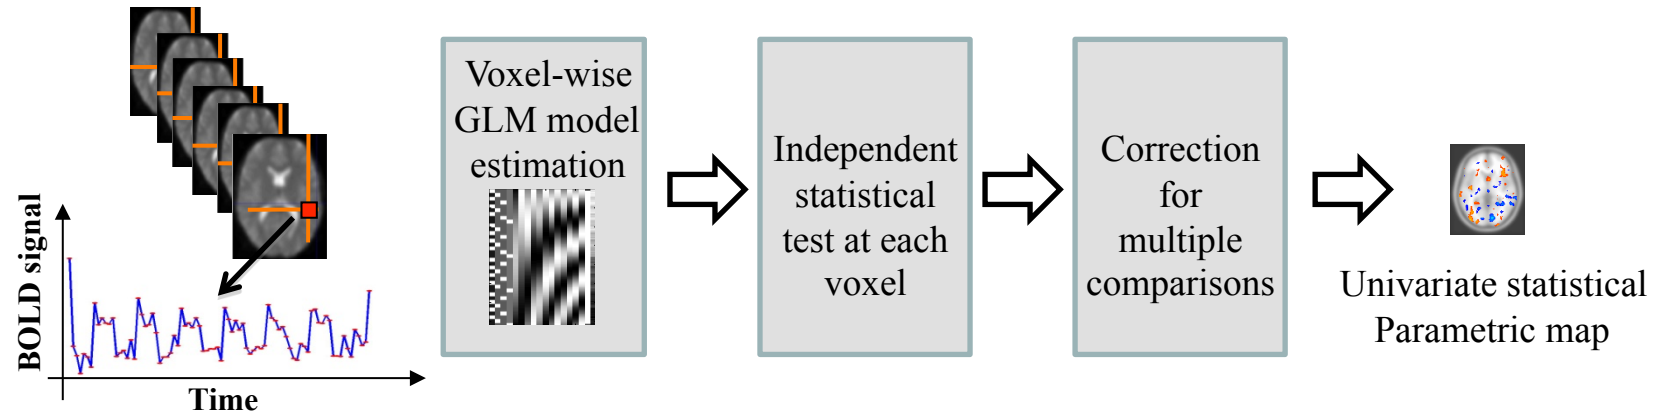 BOLD signal
Time
Voxel-wise
GLM model
estimation
Independent
statistical
test at each
voxel
Correction
for
multiple
comparisons
Univariate statistical
Parametric map